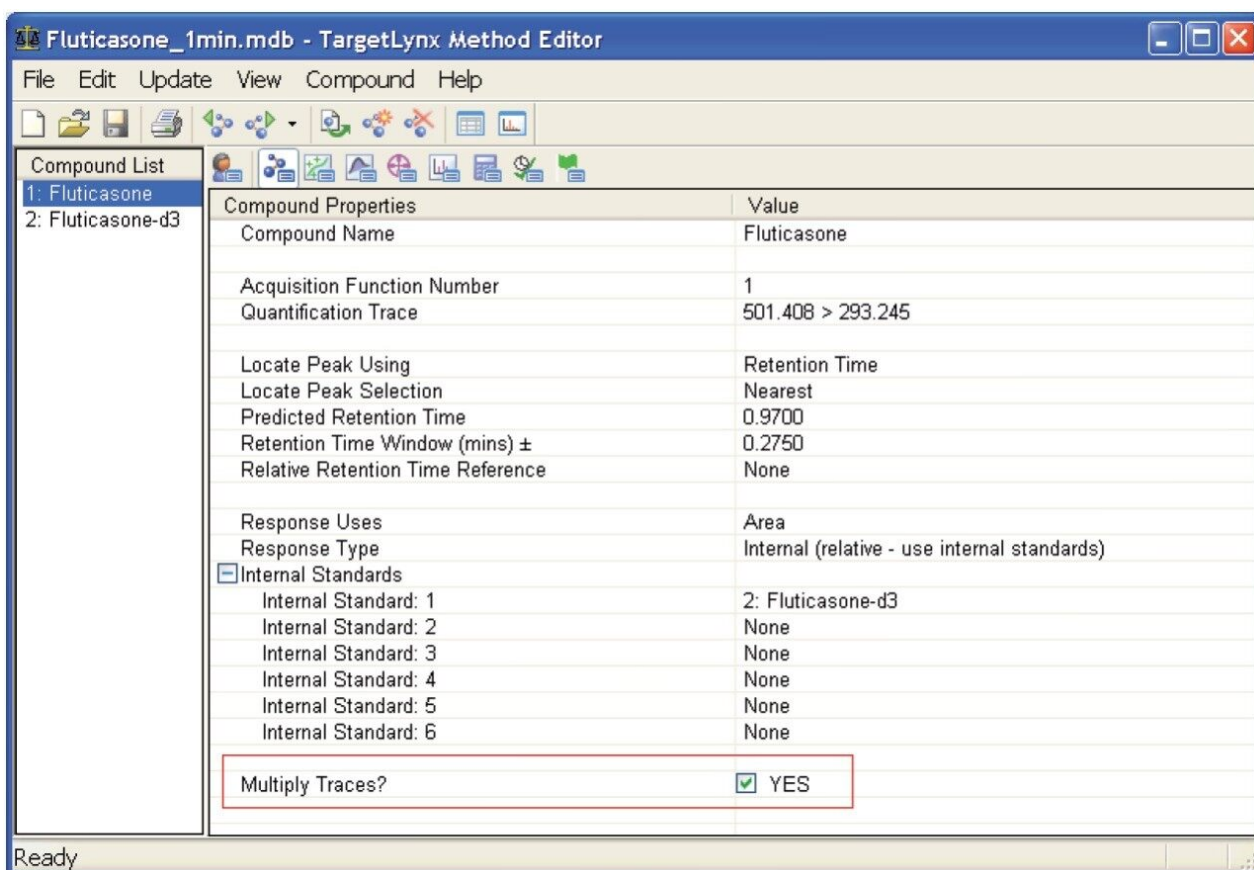 Fluticasone_1min.mdb - TargetLynx Method Editor
File Edit Update View Compound Help
Compound List
1: Fluticasone
2: Fluticasone-d3
Compound Properties Value
Compound Name Fluticasone
Acquisition Function Number 1
Quantification Trace 501.408 > 293.245
Locate Peak Using Retention Time
Locate Peak Selection Nearest
Predicted Retention Time 0.9700
Retention Time Window (mins) ± 0.2750
Relative Retention Time Reference None
Response Uses Area
Response Type Internal (relative - use internal standards)
Internal Standards
Internal Standard: 1 2: Fluticasone-d3
Internal Standard: 2 None
Internal Standard: 3 None
Internal Standard: 4 None
Internal Standard: 5 None
Internal Standard: 6 None
Multiply Traces? YES
Ready